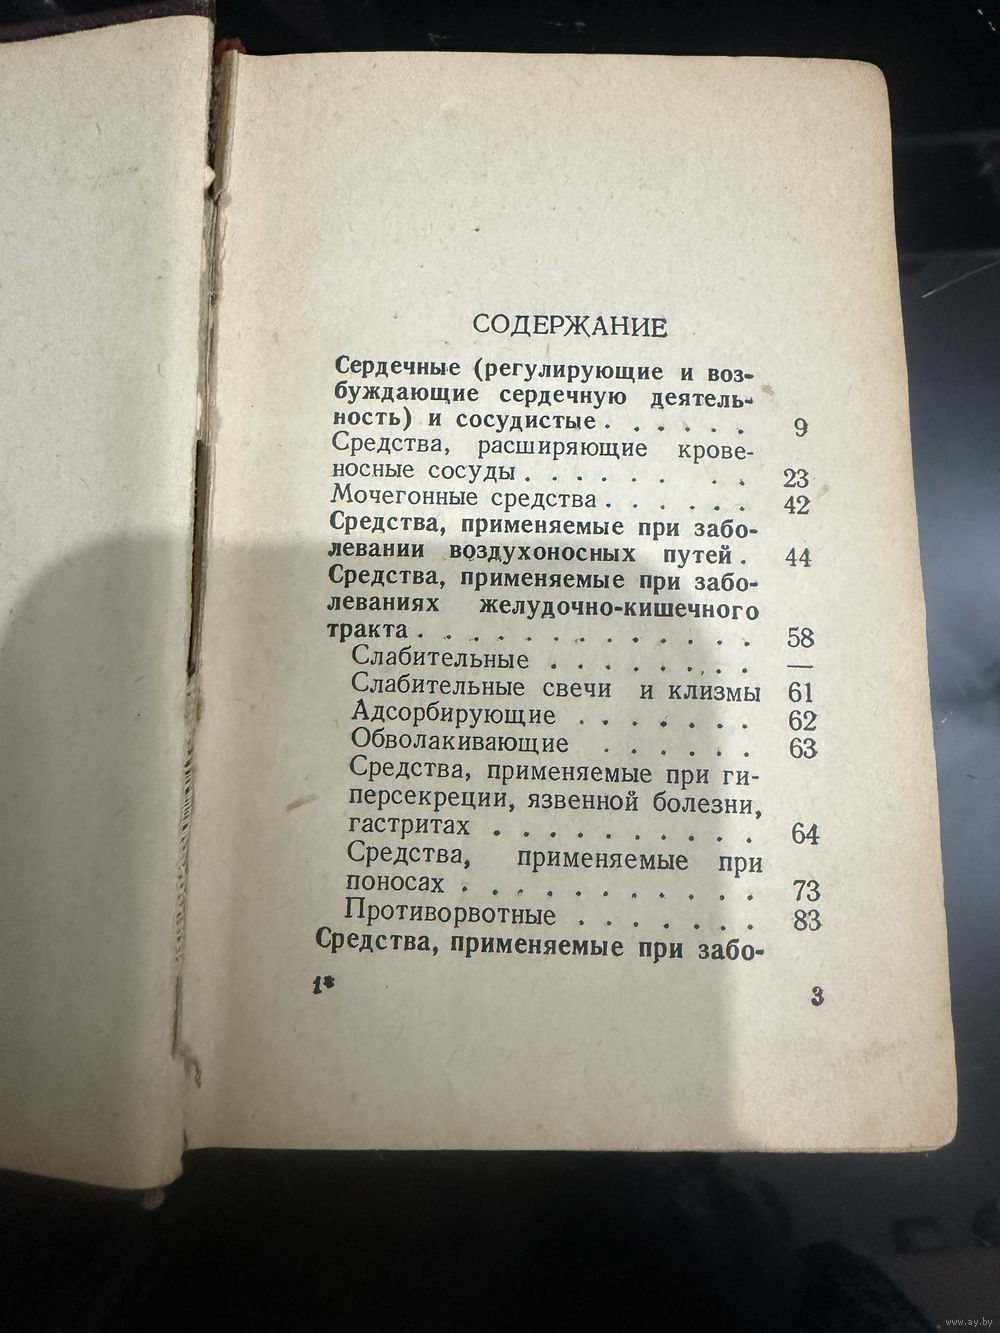 СОДЕРЖАНИЕ
Сердечные (регулирующие и воз-
буждающие сердечную деятель-
ность) и сосудистые . . . . . . 9
Средства, расширяющие крове-
носные сосуды . . . . . . . . 23
Мочегонные средства . . . . . . 42
Средства, применяемые при забо-
левании воздухоносных путей . 44
Средства, применяемые при забо-
леваниях желудочно-кишечного
тракта . . . . . . . . . . . . . 58
Слабительные . . . . . . . . —
Слабительные свечи и клизмы 61
Адсорбирующие . . . . . . . 62
Обволакивающие . . . . . . 63
Средства, применяемые при ги-
персекреции, язвенной болезни,
гастритах . . . . . . . . . . 64
Средства, применяемые при
поносах . . . . . . . . . . . 73
Противорвотные . . . . . . . 83
Средства, применяемые при забо-
1* 3
www.ay.by